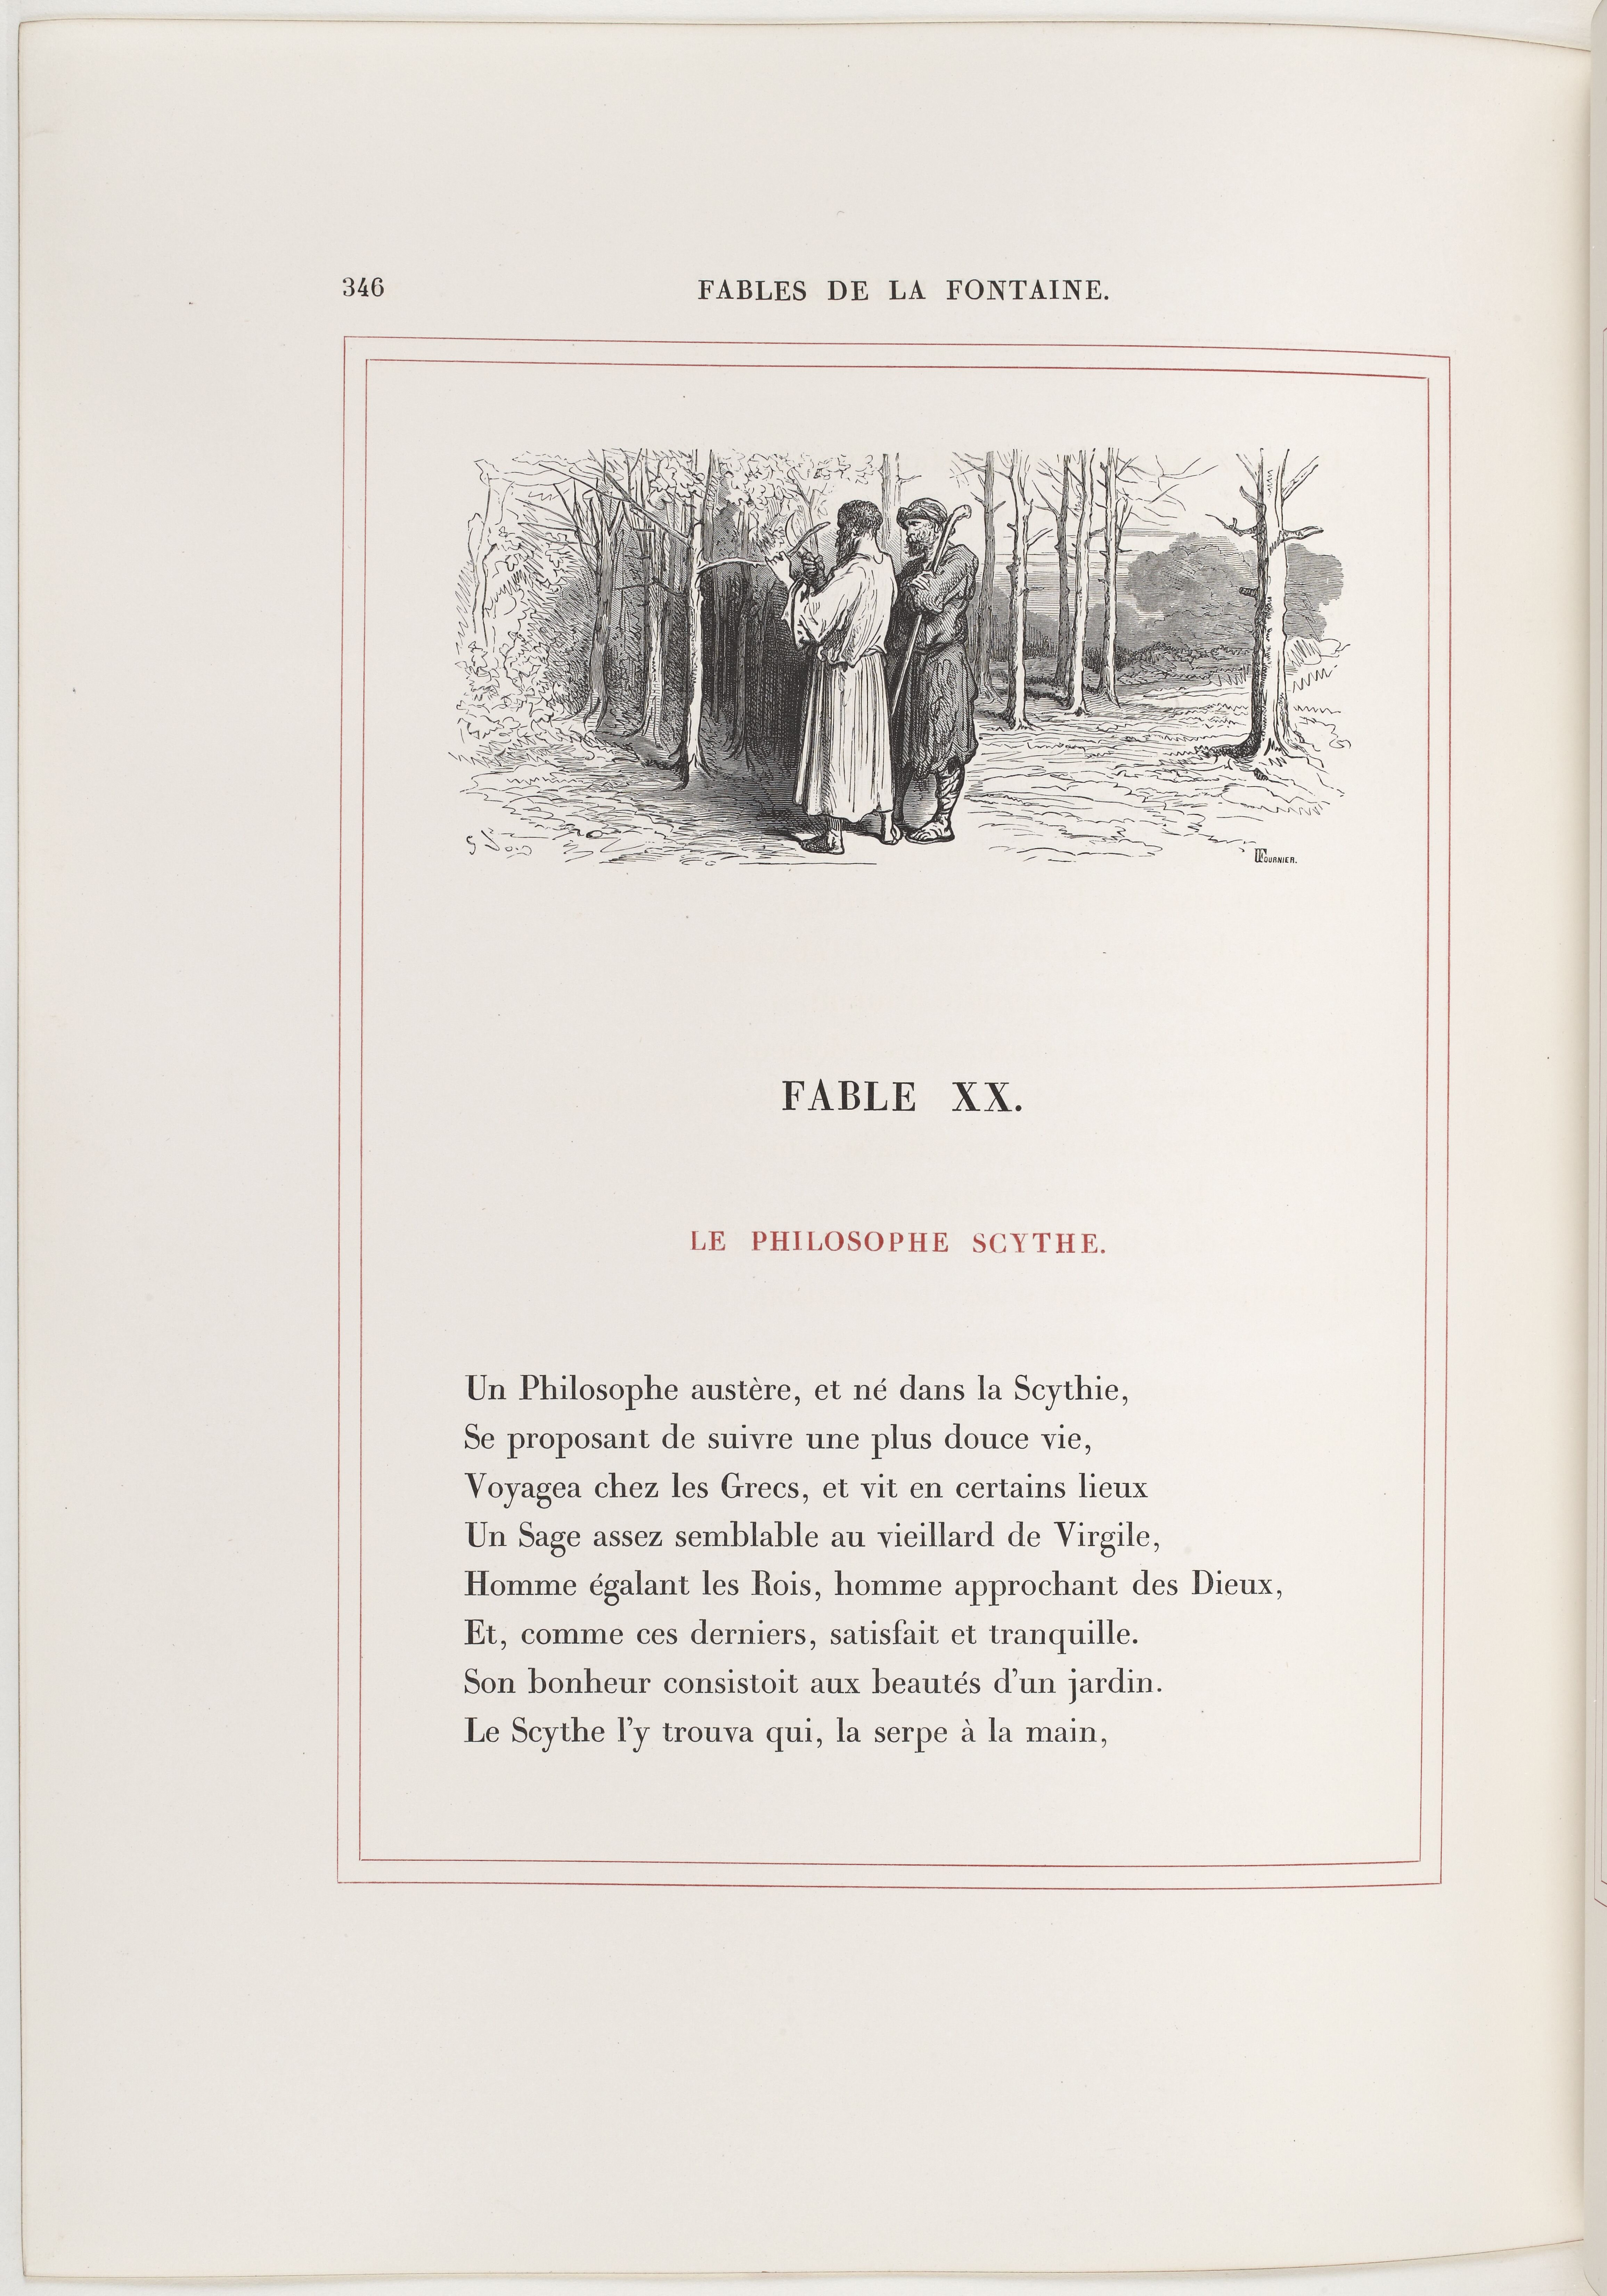 346
FABLES DE LA FONTAINE.
G Doré
FOURNIER.
FABLE XX.
LE PHILOSOPHE SCYTHE.
Un Philosophe austère, et né dans la Scythie,
Se proposant de suivre une plus douce vie,
Voyagea chez les Grecs, et vit en certains lieux
Un Sage assez semblable au vieillard de Virgile,
Homme égalant les Rois, homme approchant des Dieux,
Et, comme ces derniers, satisfait et tranquille.
Son bonheur consistoit aux beautés d'un jardin.
Le Scythe l'y trouva qui, la serpe à la main,